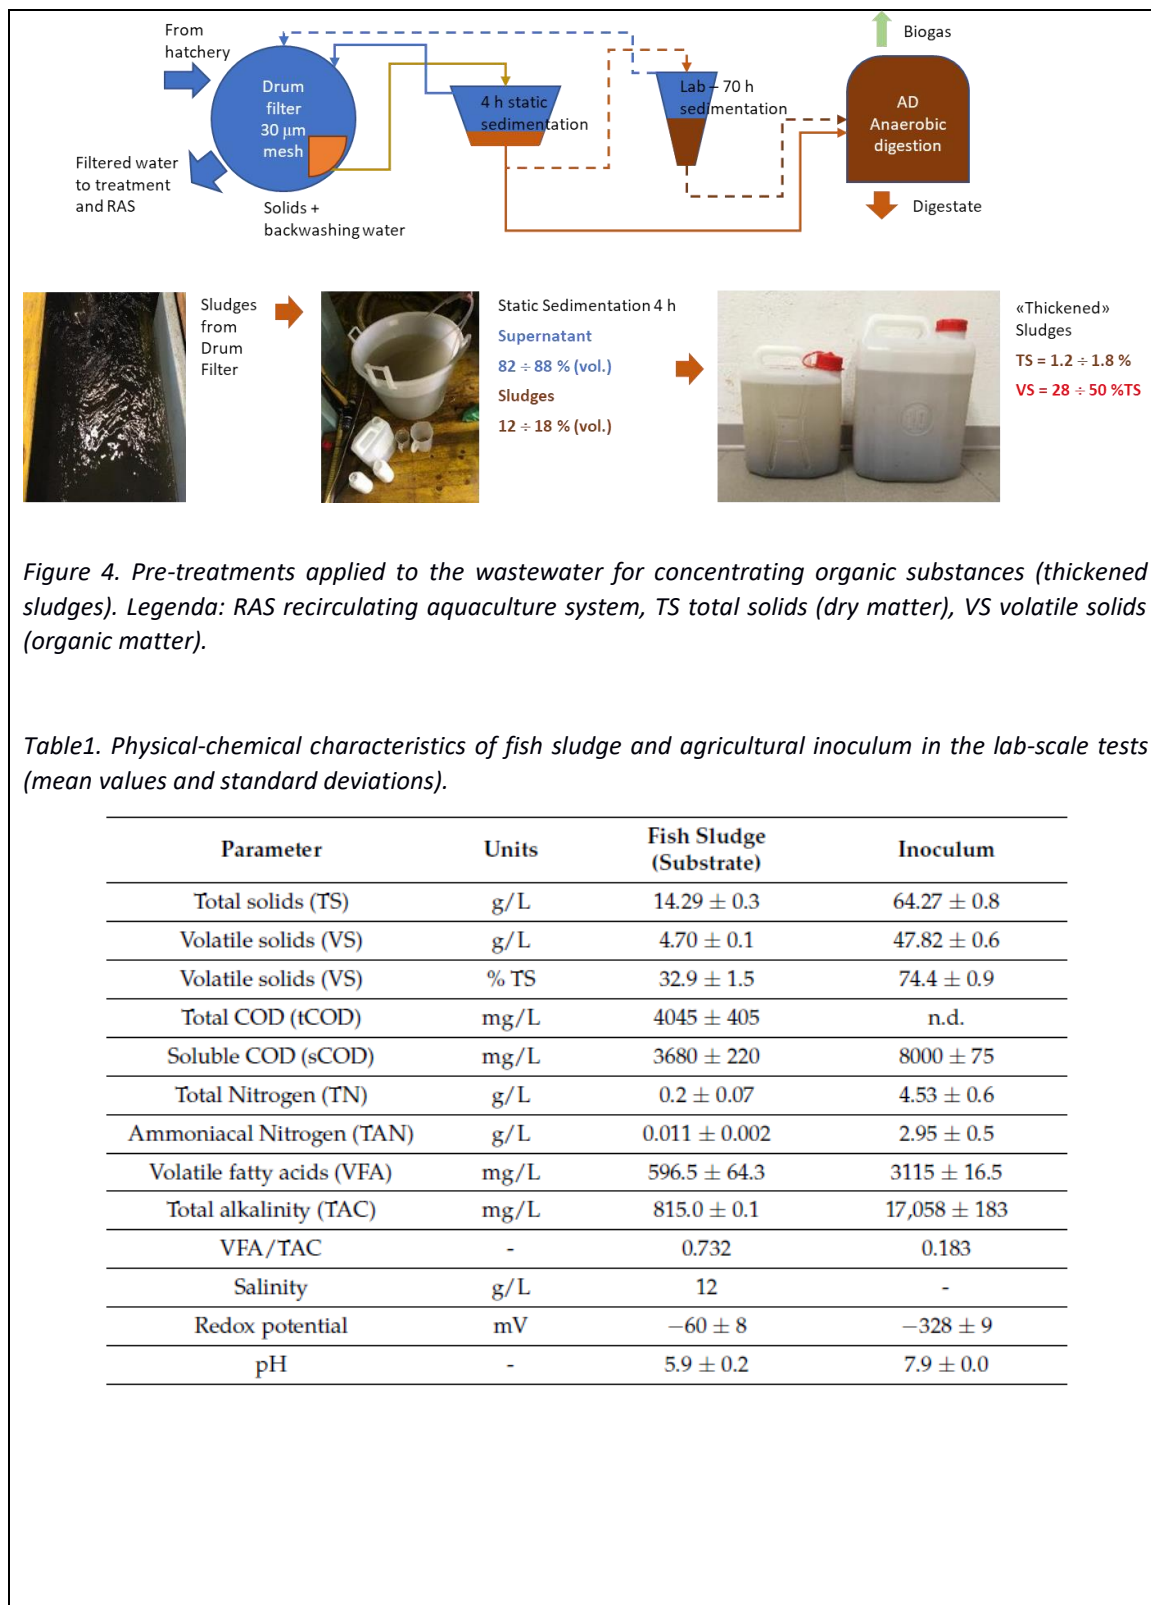 From
hatchery
Drum
filter
30 μm
mesh
Filtered water
to treatment
and RAS
Solids +
backwashing water
4 h static
sedimentation
Lab – 70 h
sedimentation
Biogas
AD
Anaerobic
digestion
Digestate
Sludges
from
Drum
Filter
Static Sedimentation 4 h
Supernatant
82 ÷ 88 % (vol.)
Sludges
12 ÷ 18 % (vol.)
«Thickened»
Sludges
TS = 1.2 ÷ 1.8 %
VS = 28 ÷ 50 %TS
Figure 4. Pre-treatments applied to the wastewater for concentrating organic substances (thickened
sludges). Legenda: RAS recirculating aquaculture system, TS total solids (dry matter), VS volatile solids
(organic matter).
Table1. Physical-chemical characteristics of fish sludge and agricultural inoculum in the lab-scale tests
(mean values and standard deviations).
Parameter Units Fish Sludge (Substrate) Inoculum
Total solids (TS) g/L 14.29 ± 0.3 64.27 ± 0.8
Volatile solids (VS) g/L 4.70 ± 0.1 47.82 ± 0.6
Volatile solids (VS) % TS 32.9 ± 1.5 74.4 ± 0.9
Total COD (tCOD) mg/L 4045 ± 405 n.d.
Soluble COD (sCOD) mg/L 3680 ± 220 8000 ± 75
Total Nitrogen (TN) g/L 0.2 ± 0.07 4.53 ± 0.6
Ammoniacal Nitrogen (TAN) g/L 0.011 ± 0.002 2.95 ± 0.5
Volatile fatty acids (VFA) mg/L 596.5 ± 64.3 3115 ± 16.5
Total alkalinity (TAC) mg/L 815.0 ± 0.1 17,058 ± 183
VFA/TAC - 0.732 0.183
Salinity g/L 12 -
Redox potential mV −60 ± 8 −328 ± 9
pH - 5.9 ± 0.2 7.9 ± 0.0